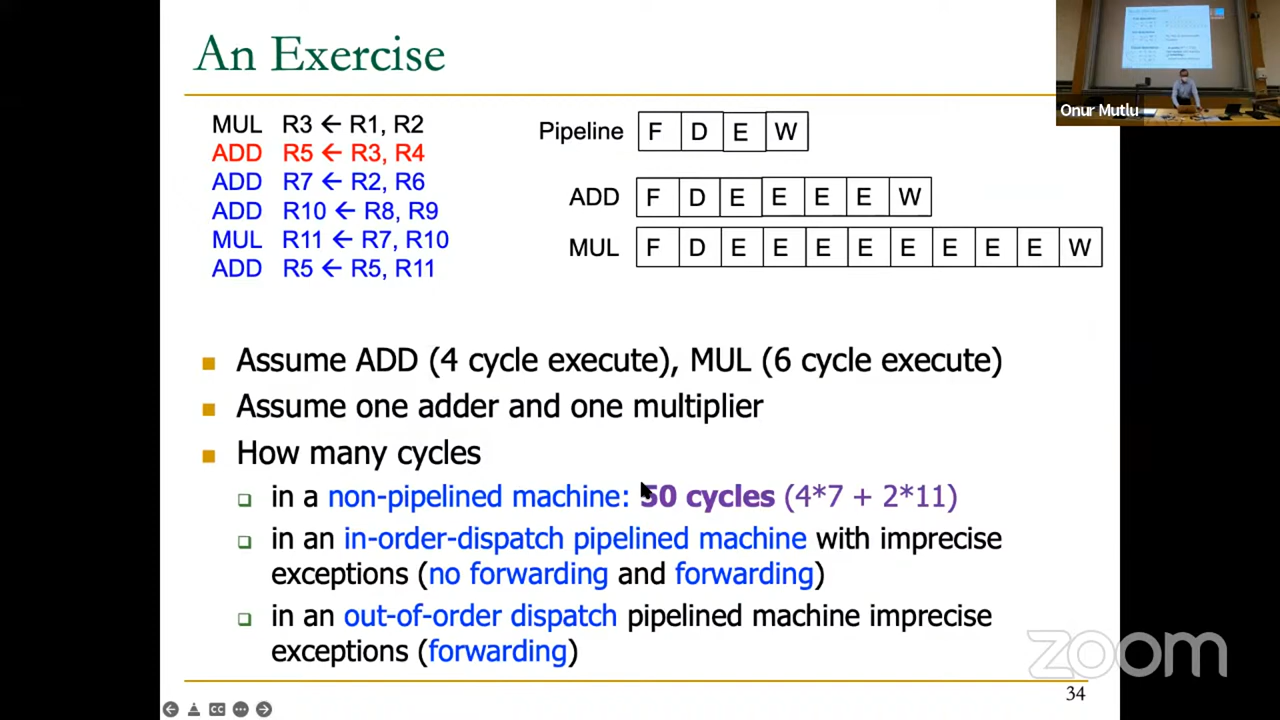 An Exercise
MUL R3 ← R1, R2
ADD R5 ← R3, R4
ADD R7 ← R2, R6
ADD R10 ← R8, R9
MUL R11 ← R7, R10
ADD R5 ← R5, R11
Pipeline F D E W
ADD F D E E E E W
MUL F D E E E E E E E E W
Assume ADD (4 cycle execute), MUL (6 cycle execute)
Assume one adder and one multiplier
How many cycles
in a non-pipelined machine: 50 cycles (4*7 + 2*11)
in an in-order-dispatch pipelined machine with imprecise
exceptions (no forwarding and forwarding)
in an out-of-order dispatch pipelined machine imprecise
exceptions (forwarding)
34
Onur Mutlu
zoom
CC